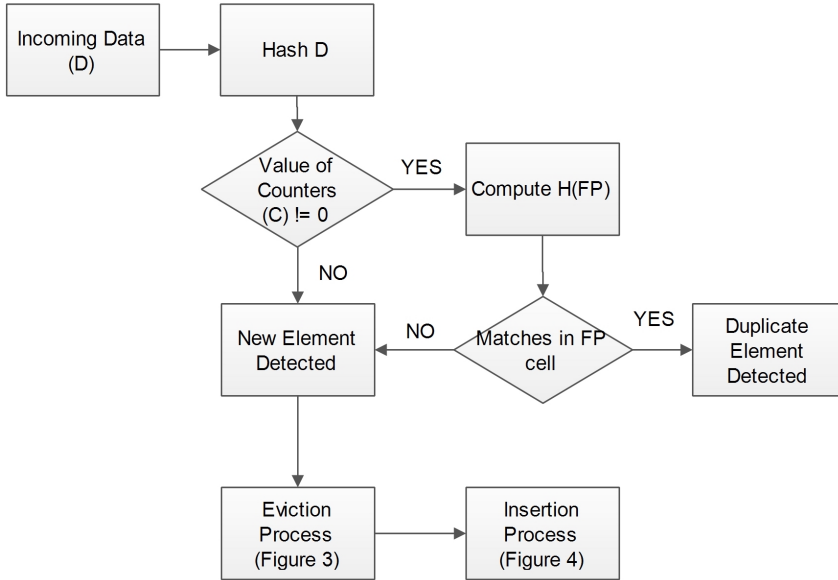 Incoming Data
(D)
Hash D
Value of
Counters
(C) != 0
YES
Compute H(FP)
NO
New Element
Detected
NO
Matches in FP
cell
YES
Duplicate
Element
Detected
Eviction
Process
(Figure 3)
Insertion
Process
(Figure 4)